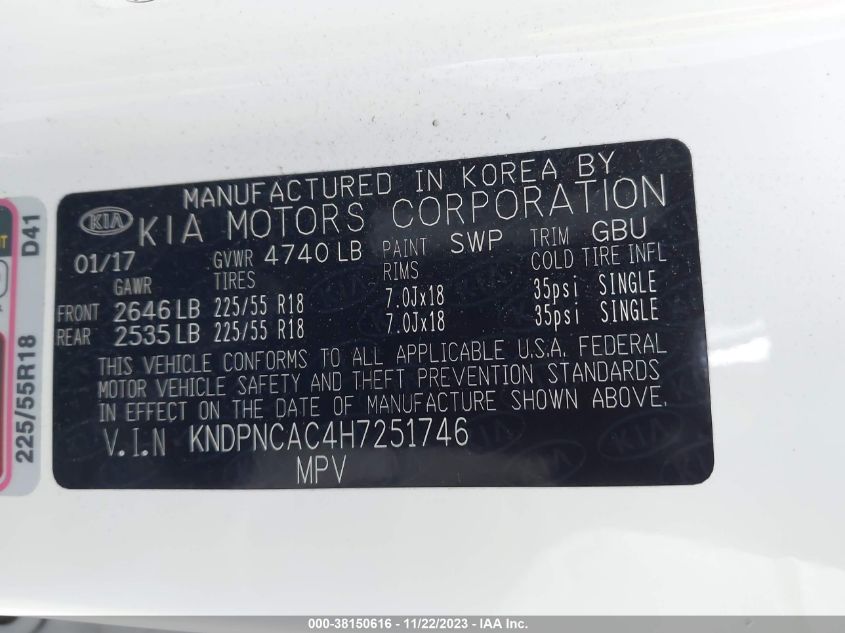 MANUFACTURED IN KOREA BY
KIA KIA MOTORS CORPORATION
01/17 GVWR 4740 LB PAINT SWP TRIM GBU
GAWR TIRES RIMS COLD TIRE INFL
FRONT 2646 LB 225/55 R18 7.0Jx18 35psi SINGLE
REAR 2535 LB 225/55 R18 7.0Jx18 35psi SINGLE
THIS VEHICLE CONFORMS TO ALL APPLICABLE U.S.A. FEDERAL
MOTOR VEHICLE SAFETY AND THEFT PREVENTION STANDARDS
IN EFFECT ON THE DATE OF MANUFACTURE SHOWN ABOVE.
V.I.N KNDPNCAC4H7251746
MPV
225/55R18 D41
000-38150616 - 11/22/2023 - IAA Inc.